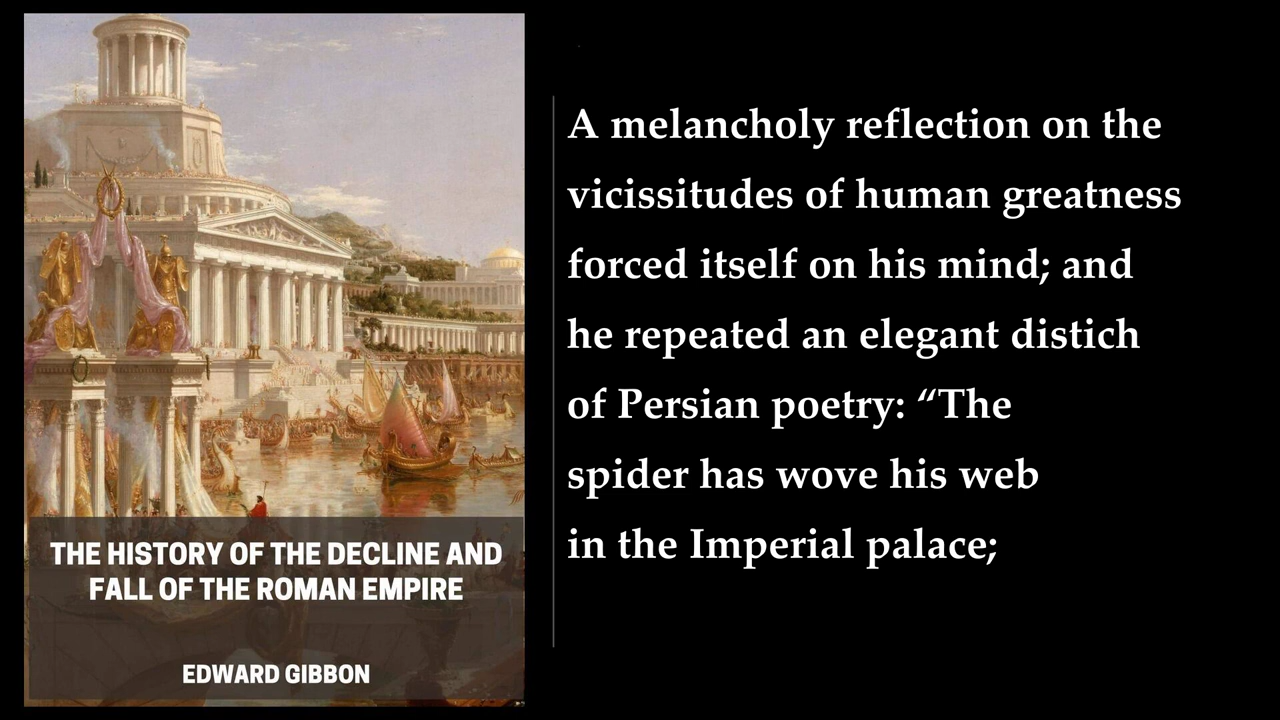 THE HISTORY OF THE DECLINE AND
FALL OF THE ROMAN EMPIRE
EDWARD GIBBON
A melancholy reflection on the
vicissitudes of human greatness
forced itself on his mind; and
he repeated an elegant distich
of Persian poetry: “The
spider has wove his web
in the Imperial palace;